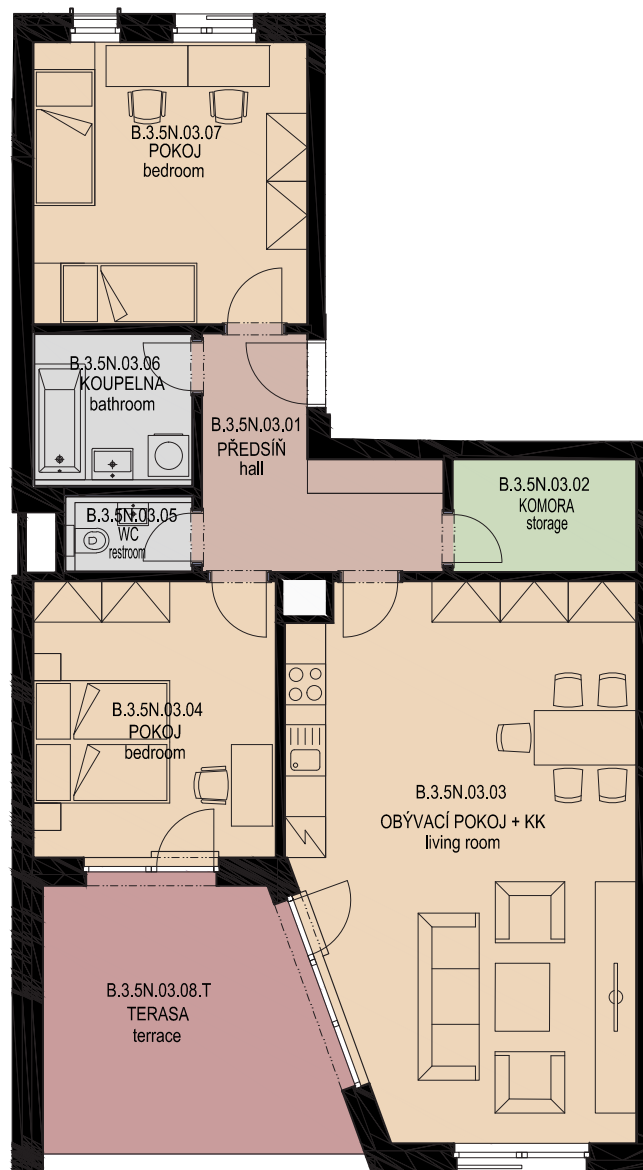 B.3.5N.03.07
POKOJ
bedroom
B.3.5N.03.06
KOUPELNA
bathroom
B.3.5N.03.01
PŘEDSÍŇ
hall
B.3.5N.03.02
KOMORA
storage
B.3.5N.03.05
WC
restroom
B.3.5N.03.04
POKOJ
bedroom
B.3.5N.03.03
OBÝVACÍ POKOJ + KK
living room
B.3.5N.03.08.T
TERASA
terrace